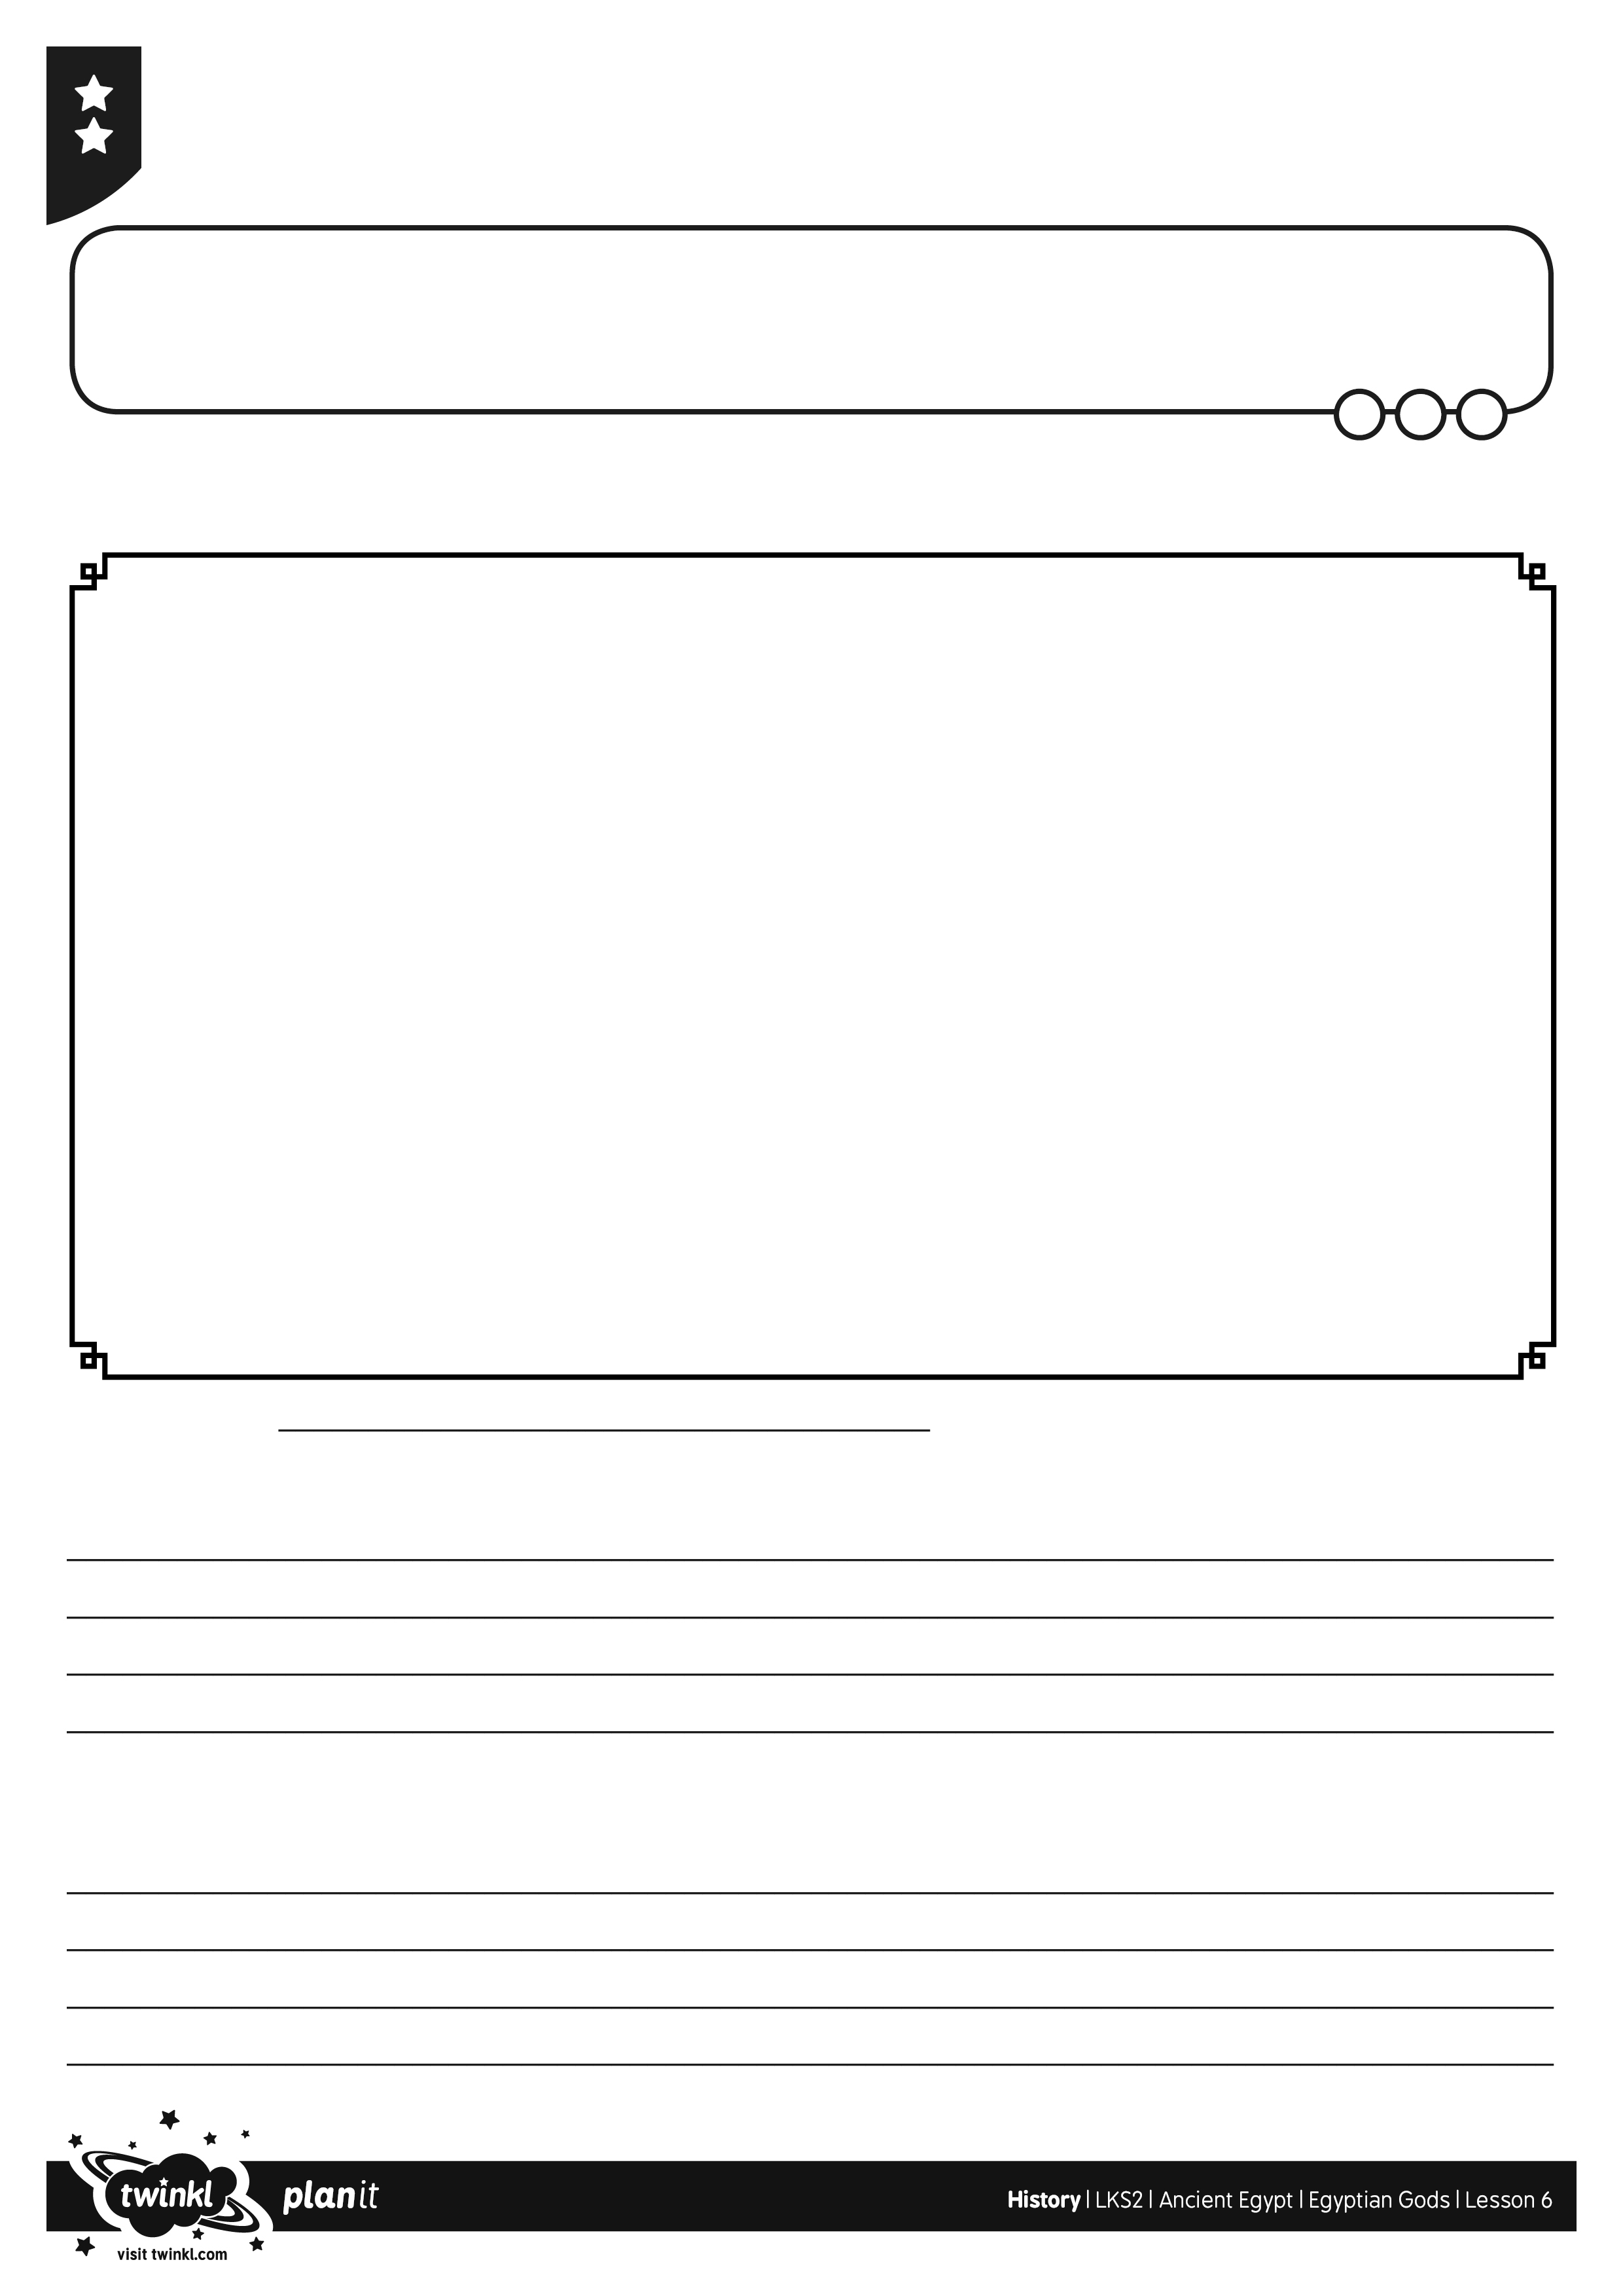 twinkl
planit
History | LKS2 | Ancient Egypt | Egyptian Gods | Lesson 6
visit twinkl.com